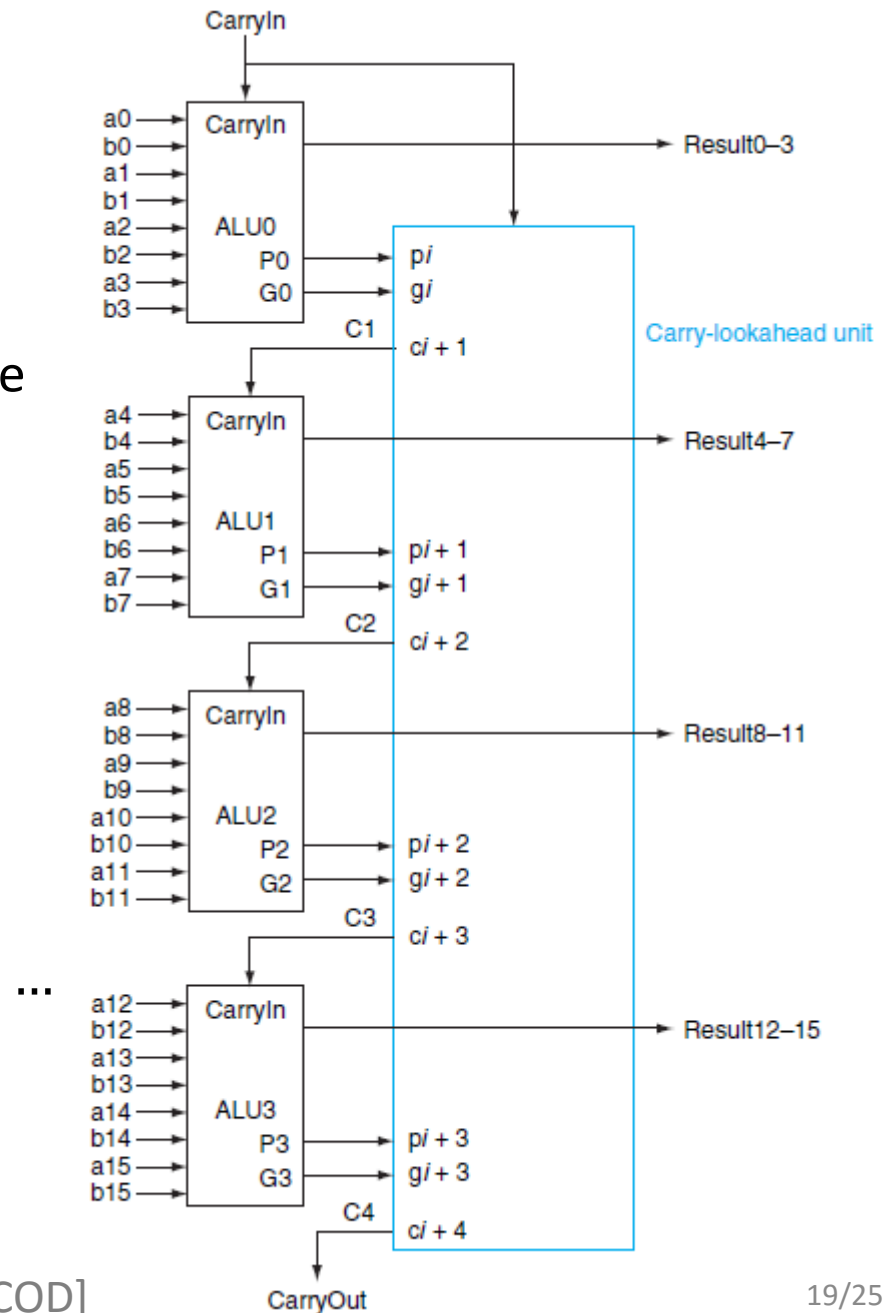 CarryIn
a0
b0
a1
b1
a2
b2
a3
b3
CarryIn
ALU0
P0
G0
Result0–3
pi
gi
C1
ci + 1
Carry-lookahead unit
e
a4
b4
a5
b5
a6
b6
a7
b7
CarryIn
ALU1
P1
G1
Result4–7
pi + 1
gi + 1
C2
ci + 2
a8
b8
a9
b9
a10
b10
a11
b11
CarryIn
ALU2
P2
G2
Result8–11
pi + 2
gi + 2
C3
ci + 3
...
a12
b12
a13
b13
a14
b14
a15
b15
CarryIn
ALU3
P3
G3
Result12–15
pi + 3
gi + 3
C4
ci + 4
CarryOut
COD]
19/25